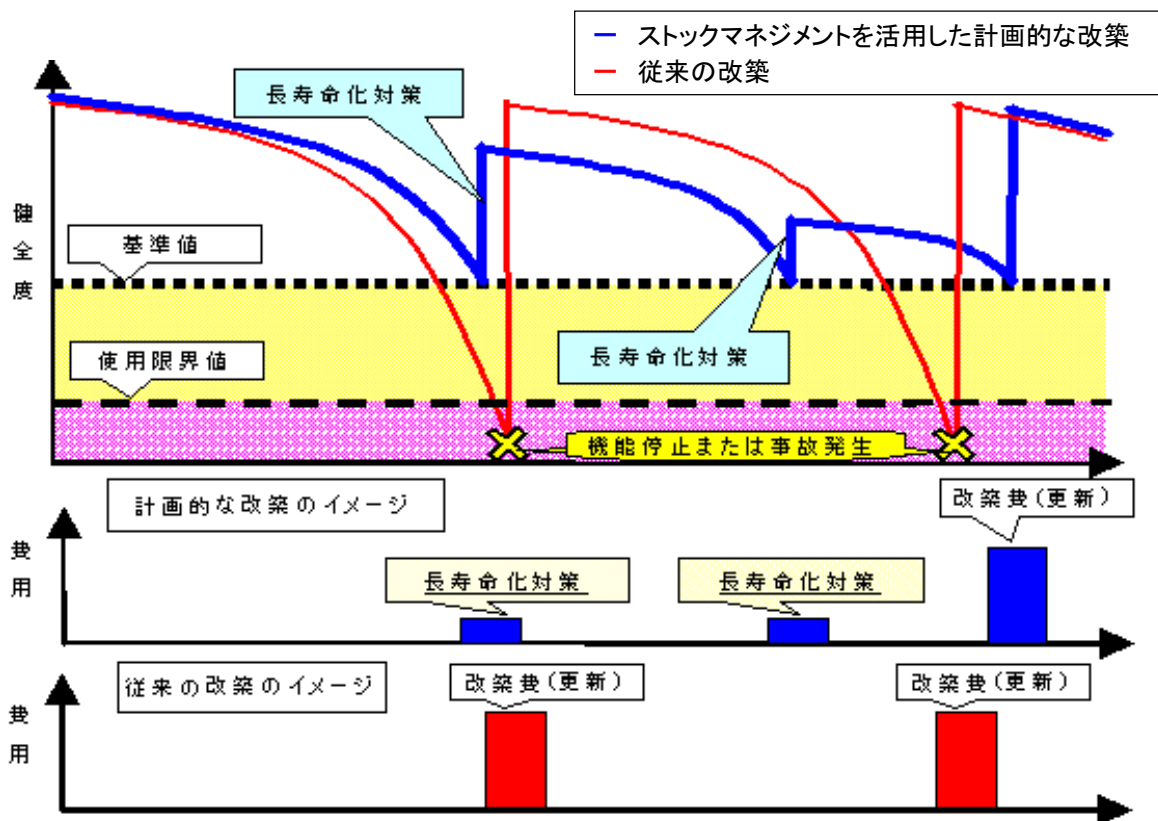 ストックマネジメントを活用した計画的な改築
従来の改築
長寿命化対策
健全度
基準値
長寿命化対策
使用限界値
機能停止または事故発生
計画的な改築のイメージ
改築費(更新)
費用
長寿命化対策
長寿命化対策
従来の改築のイメージ
改築費(更新)
改築費(更新)
費用